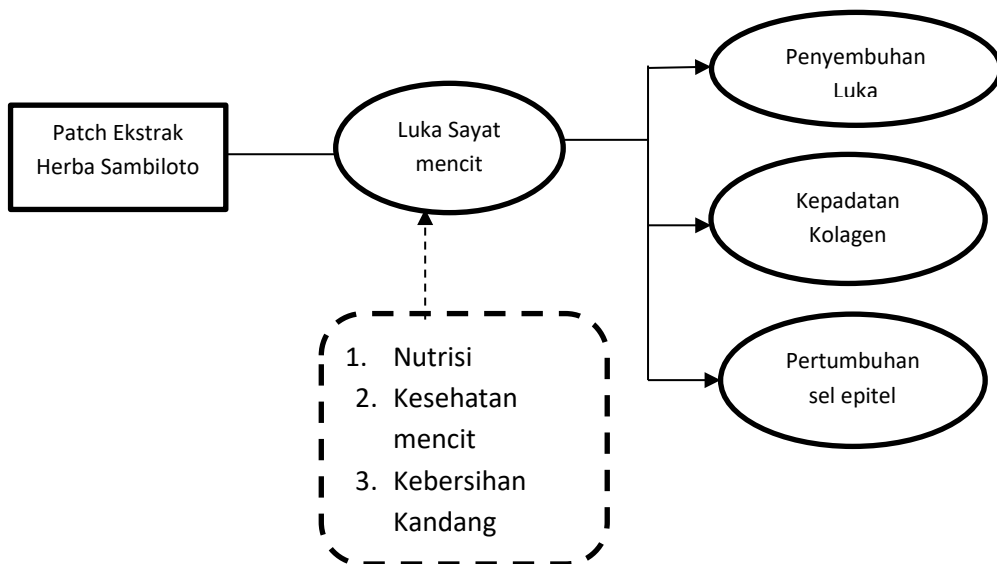 Patch Ekstrak
Herba Sambiloto
Luka Sayat
mencit
Penyembuhan
Luka
Kepadatan
Kolagen
Pertumbuhan
sel epitel
1. Nutrisi
2. Kesehatan
mencit
3. Kebersihan
Kandang